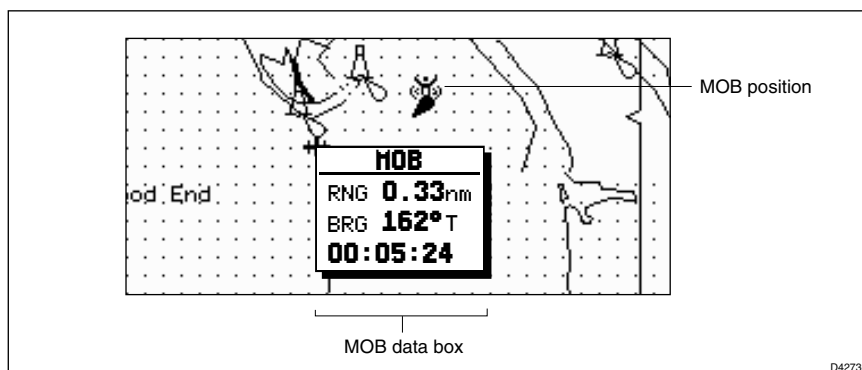 MOB position
od End
MOB
RNG 0.33nm
BRG 162°T
00:05:24
MOB data box
D4273